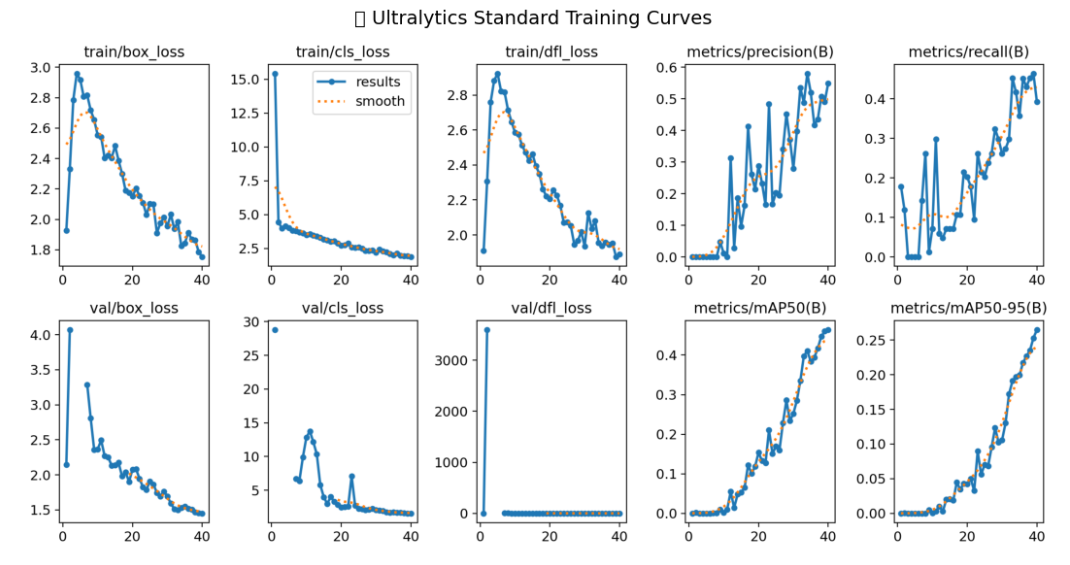 Ultralytics Standard Training Curves
train/box_loss
train/cls_loss
train/dfl_loss
metrics/precision(B)
metrics/recall(B)
3.0
2.8
2.6
2.4
2.2
2.0
1.8
15.0
12.5
10.0
7.5
5.0
2.5
results
smooth
2.8
2.6
2.4
2.2
2.0
0.6
0.5
0.4
0.3
0.2
0.1
0.0
0.4
0.3
0.2
0.1
0.0
0 20 40
0 20 40
0 20 40
0 20 40
0 20 40
val/box_loss
val/cls_loss
val/dfl_loss
metrics/mAP50(B)
metrics/mAP50-95(B)
4.0
3.5
3.0
2.5
2.0
1.5
30
25
20
15
10
5
3000
2000
1000
0
0.4
0.3
0.2
0.1
0.0
0.25
0.20
0.15
0.10
0.05
0.00
0 20 40
0 20 40
0 20 40
0 20 40
0 20 40